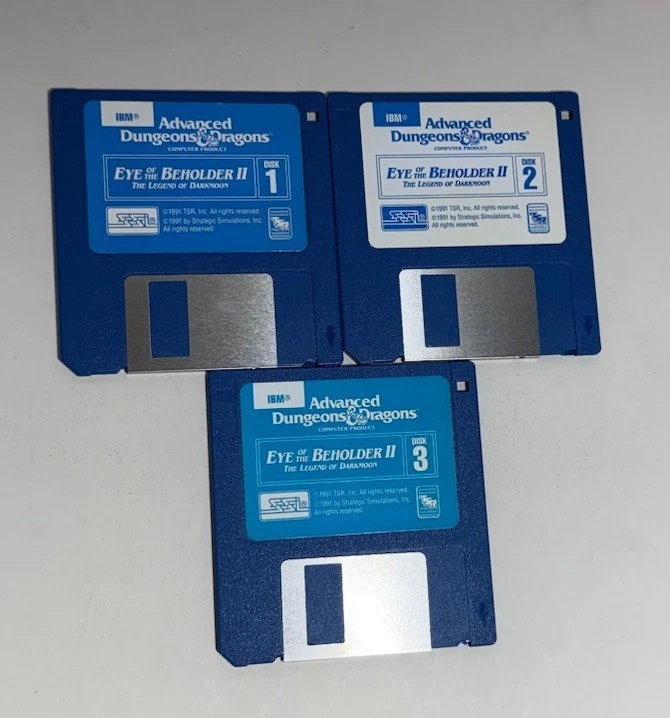 IBM®
Advanced
Dungeons & Dragons®
COMPUTER PRODUCT
EYE OF THE BEHOLDER II
THE LEGEND OF DARKMOON
DISK
1
SSI®
©1991 TSR, Inc. All rights reserved.
©1991 by Strategic Simulations, Inc.
All rights reserved.
TSR
IBM®
Advanced
Dungeons & Dragons®
COMPUTER PRODUCT
EYE OF THE BEHOLDER II
THE LEGEND OF DARKMOON
DISK
2
SSI®
©1991 TSR, Inc. All rights reserved.
©1991 by Strategic Simulations, Inc.
All rights reserved.
TSR
IBM®
Advanced
Dungeons & Dragons®
COMPUTER PRODUCT
EYE OF THE BEHOLDER II
THE LEGEND OF DARKMOON
DISK
3
SSI®
©1991 TSR, Inc. All rights reserved.
©1991 by Strategic Simulations, Inc.
All rights reserved.
TSR